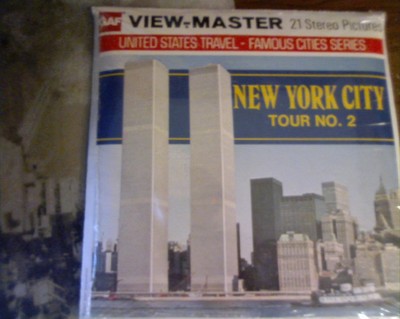 GAF VIEW-MASTER 21 Stereo Pictures
UNITED STATES TRAVEL - FAMOUS CITIES SERIES
NEW YORK CITY
TOUR NO. 2